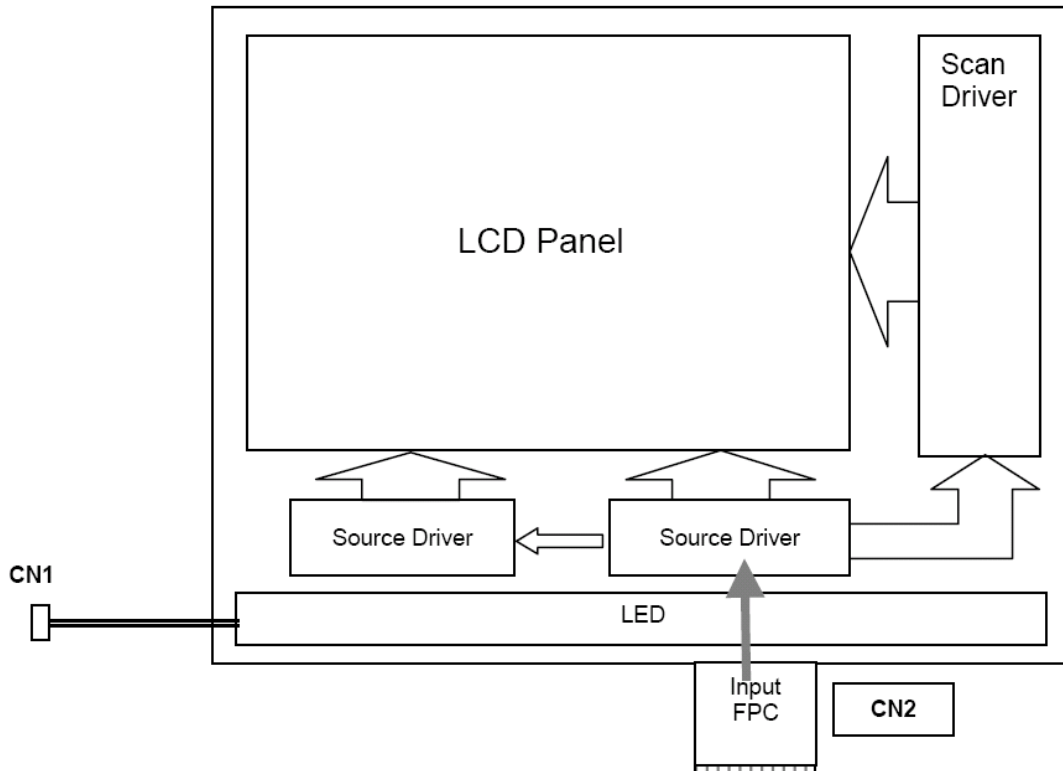 Scan
Driver
LCD Panel
Source Driver
Source Driver
CN1
LED
Input
FPC
CN2